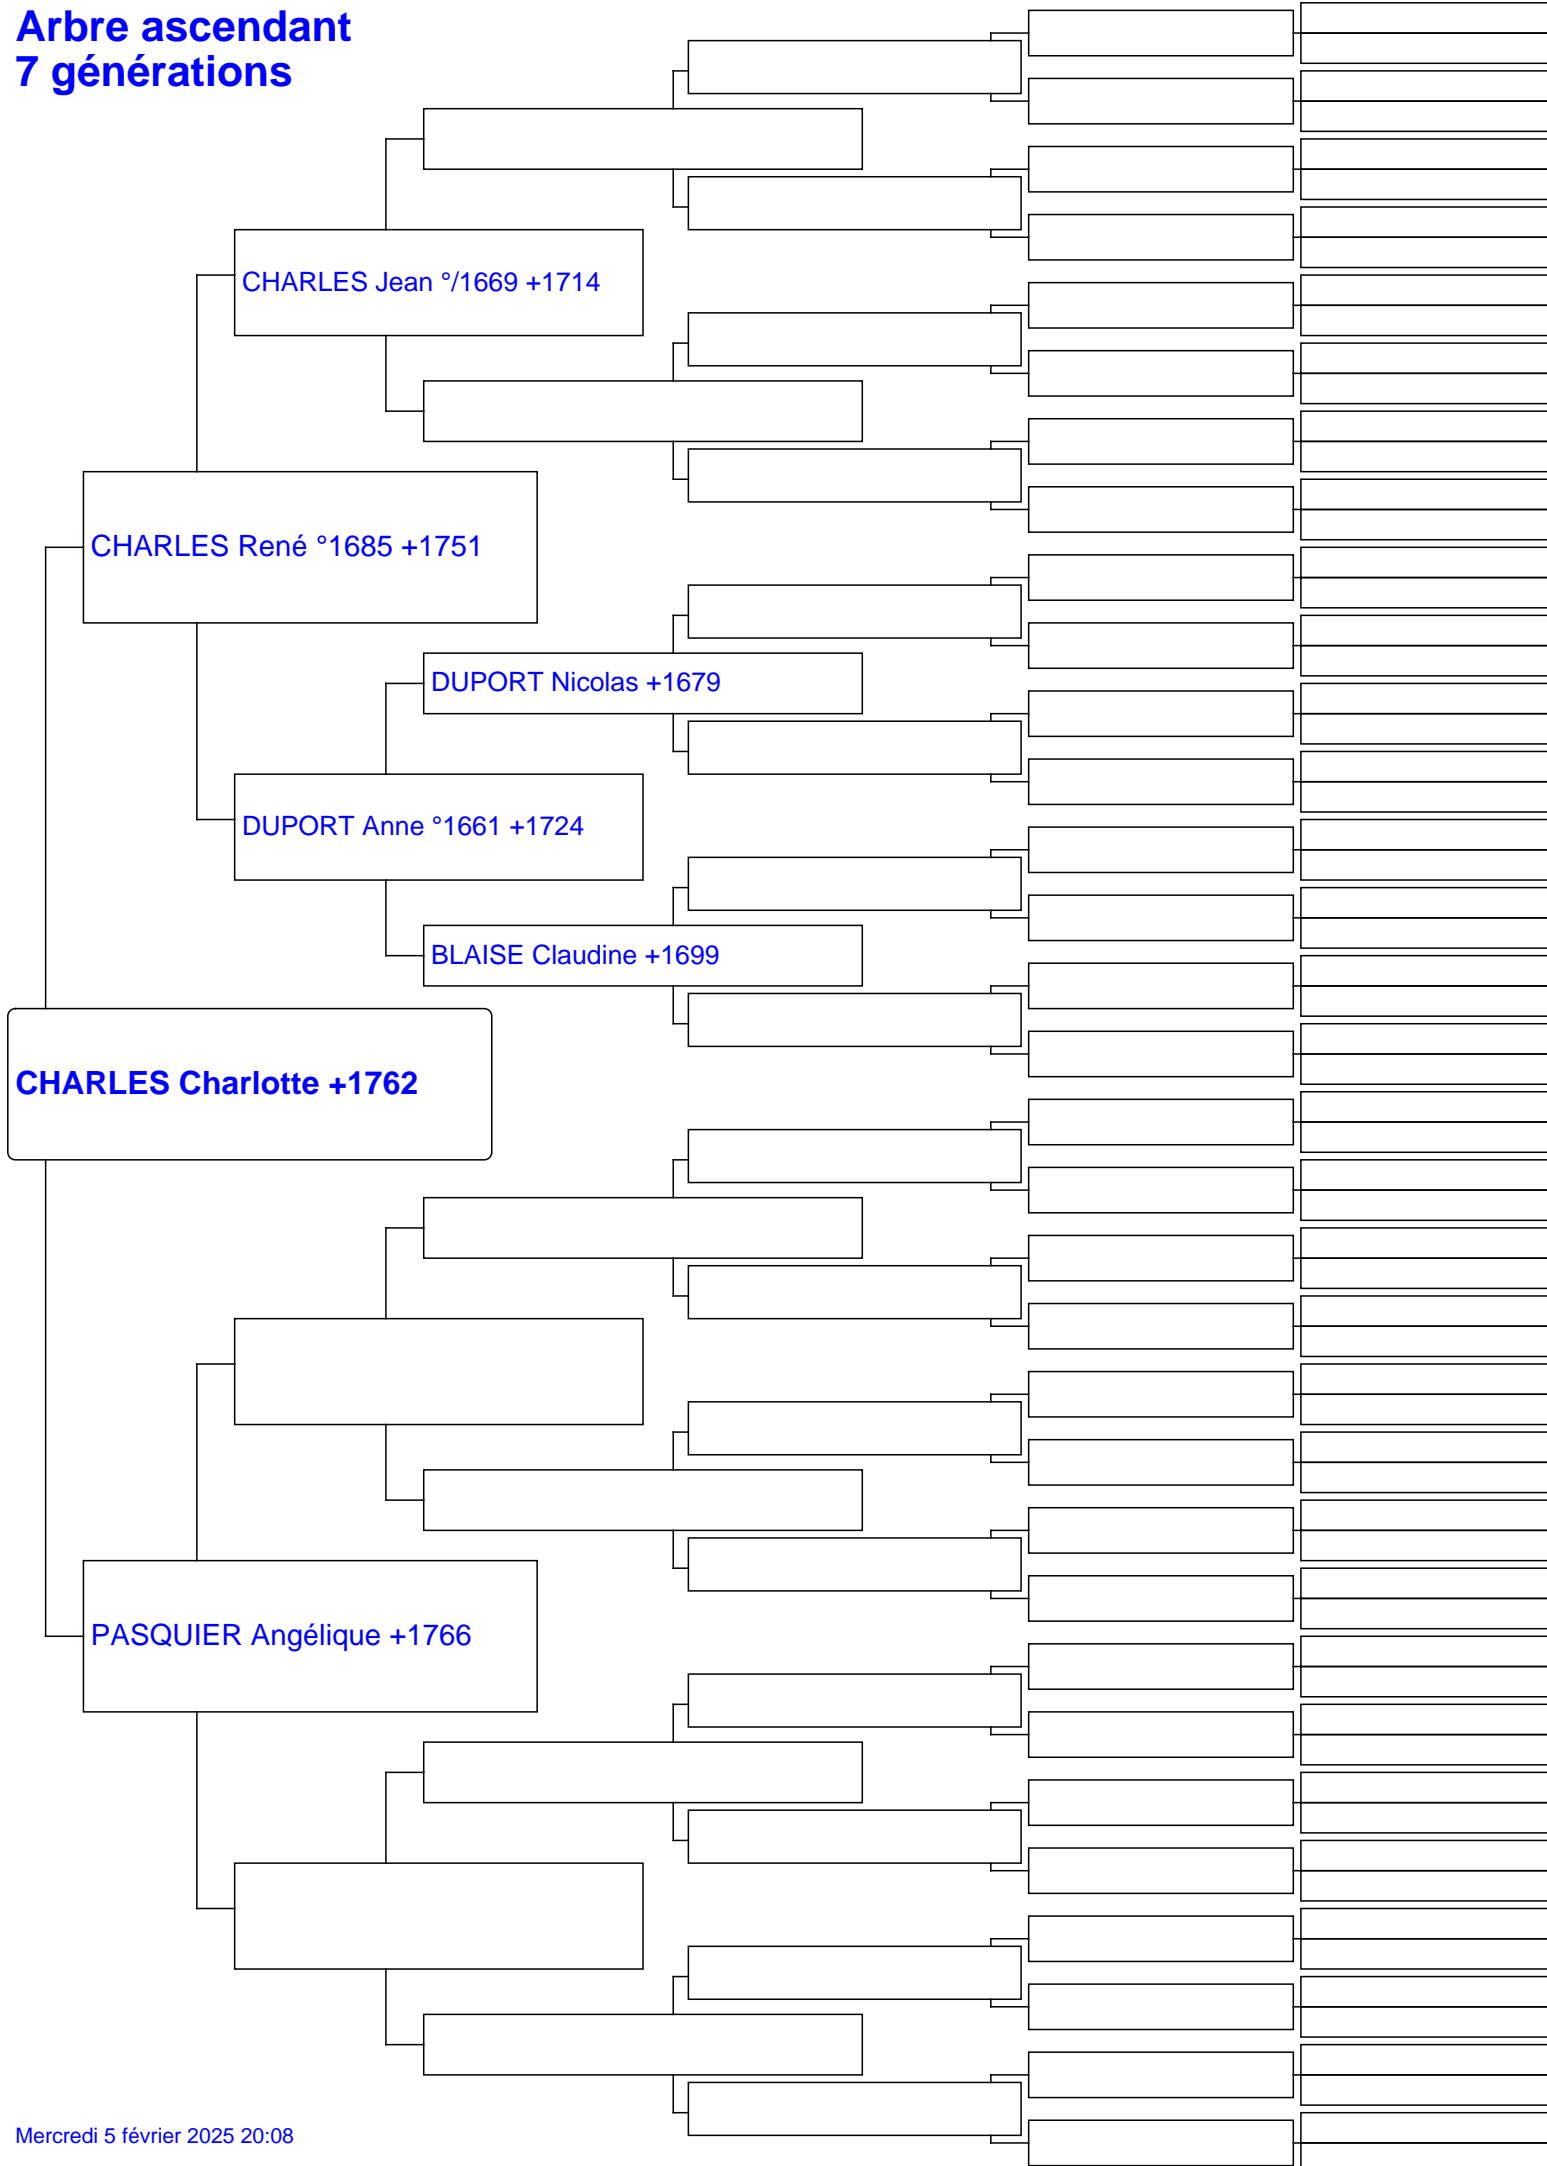 Arbre ascendant
7 générations
CHARLES Jean °/1669 +1714
CHARLES René °1685 +1751
DUPORT Nicolas +1679
DUPORT Anne °1661 +1724
BLAISE Claudine +1699
CHARLES Charlotte +1762
PASQUIER Angélique +1766
Mercredi 5 février 2025 20:08